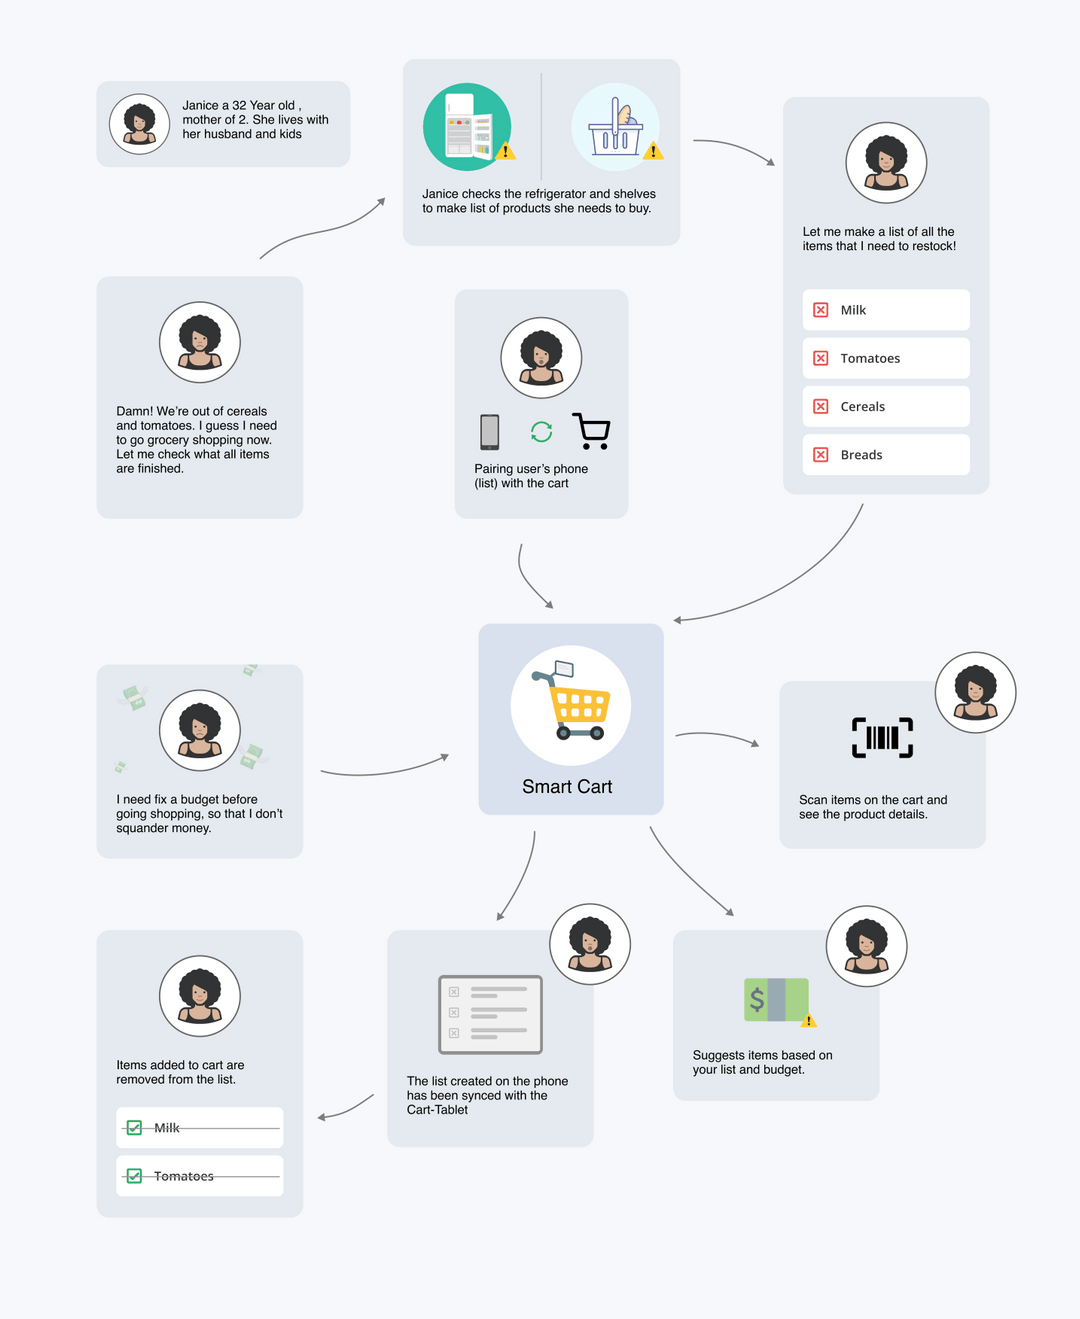 Janice a 32 Year old ,
mother of 2. She lives with
her husband and kids
Janice checks the refrigerator and shelves
to make list of products she needs to buy.
Let me make a list of all the
items that I need to restock!
Milk
Tomatoes
Cereals
Breads
Damn! We're out of cereals
and tomatoes. I guess I need
to go grocery shopping now.
Let me check what all items
are finished.
Pairing user's phone
(list) with the cart
I need fix a budget before
going shopping, so that I don't
squander money.
Smart Cart
Scan items on the cart and
see the product details.
Items added to cart are
removed from the list.
Milk
Tomatoes
The list created on the phone
has been synced with the
Cart-Tablet
$
Suggests items based on
your list and budget.